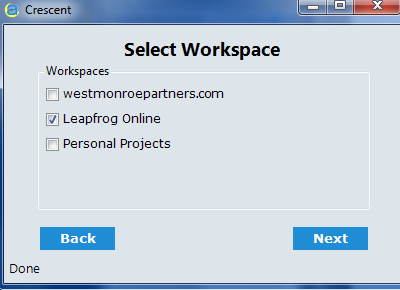 Crescent
Select Workspace
Workspaces
westmonroepartners.com
Leapfrog Online
Personal Projects
Back
Next
Done